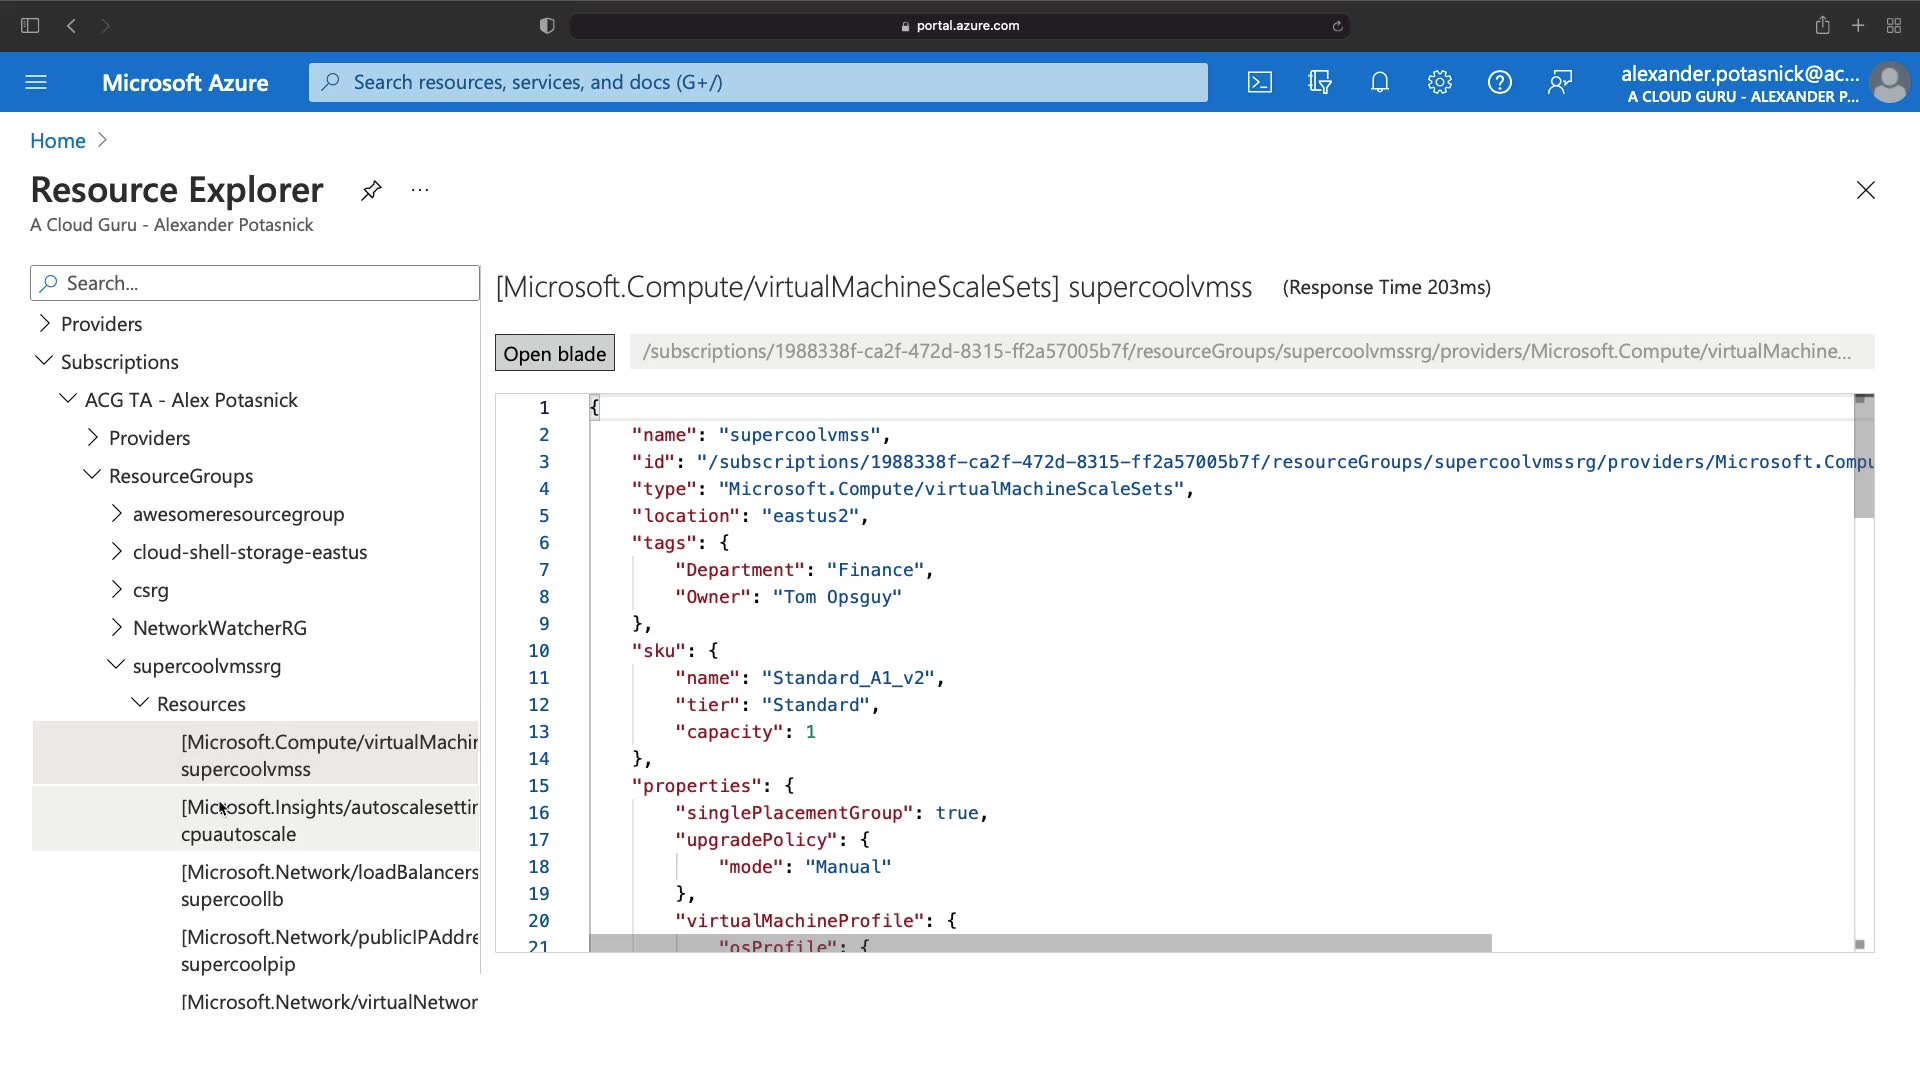 portal.azure.com
Microsoft Azure
Search resources, services, and docs (G+/)
alexander.potasnick@ac...
A CLOUD GURU - ALEXANDER P...
Home
Resource Explorer
...
A Cloud Guru - Alexander Potasnick
Search...
Providers
Subscriptions
ACG TA - Alex Potasnick
Providers
ResourceGroups
awesomeresourcegroup
cloud-shell-storage-eastus
csrg
NetworkWatcherRG
supercoolvmssrg
Resources
[Microsoft.Compute/virtualMachin
supercoolvmss
[Microsoft.Insights/autoscalesettin
cpuautoscale
[Microsoft.Network/loadBalancers
supercoollb
[Microsoft.Network/publicIPAddre
supercoolpip
[Microsoft.Network/virtualNetwor
[Microsoft.Compute/virtualMachineScaleSets] supercoolvmss (Response Time 203ms)
Open blade /subscriptions/1988338f-ca2f-472d-8315-ff2a57005b7f/resourceGroups/supercoolvmssrg/providers/Microsoft.Compute/virtualMachine...
1 {
2 "name": "supercoolvmss",
3 "id": "/subscriptions/1988338f-ca2f-472d-8315-ff2a57005b7f/resourceGroups/supercoolvmssrg/providers/Microsoft.Compu
4 "type": "Microsoft.Compute/virtualMachineScaleSets",
5 "location": "eastus2",
6 "tags": {
7 "Department": "Finance",
8 "Owner": "Tom Opsguy"
9 },
10 "sku": {
11 "name": "Standard_A1_v2",
12 "tier": "Standard",
13 "capacity": 1
14 },
15 "properties": {
16 "singlePlacementGroup": true,
17 "upgradePolicy": {
18 "mode": "Manual"
19 },
20 "virtualMachineProfile": {
21 "osProfile": {